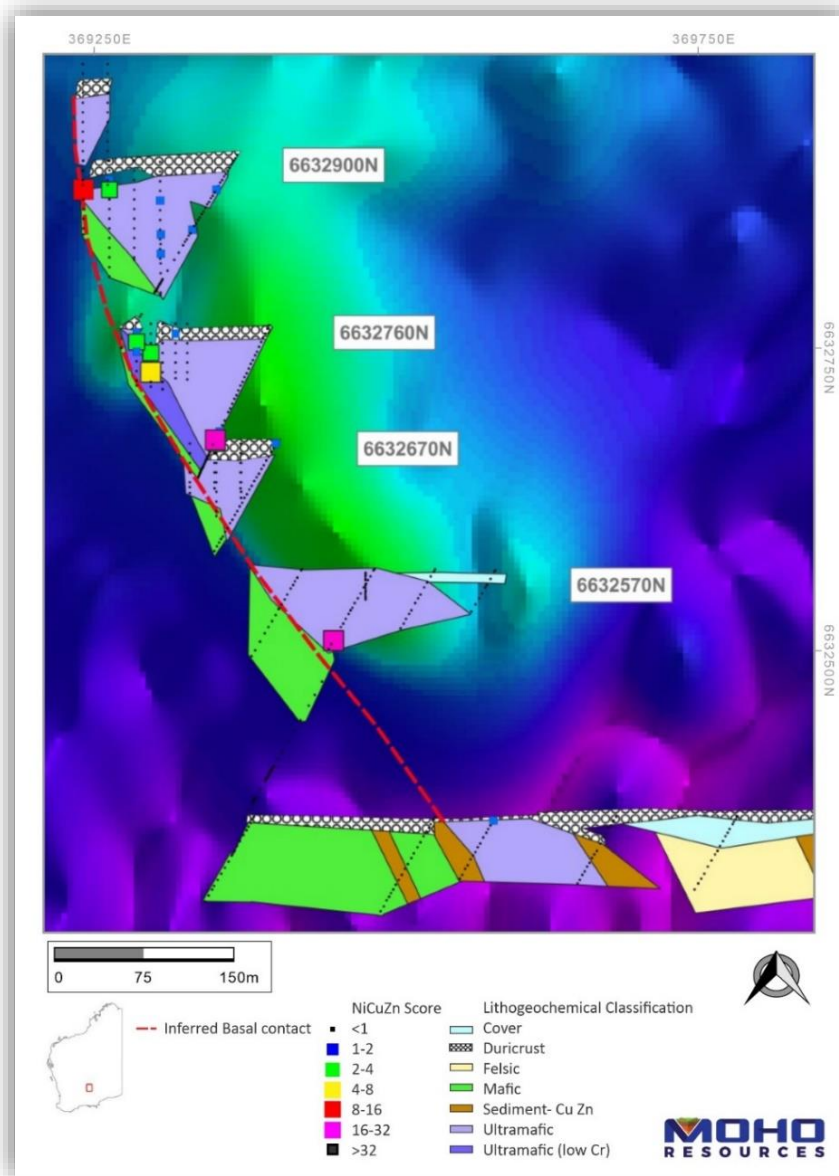 369250E 369750E
6632900N
6632760N
6632750N
6632670N
6632570N
6632500N
0 75 150m
Inferred Basal contact
NiCuZn Score
<1
1-2
2-4
4-8
8-16
16-32
>32
Lithogeochemical Classification
Cover
Duricrust
Felsic
Mafic
Sediment- Cu Zn
Ultramafic
Ultramafic (low Cr)
MOHO
RESOURCES